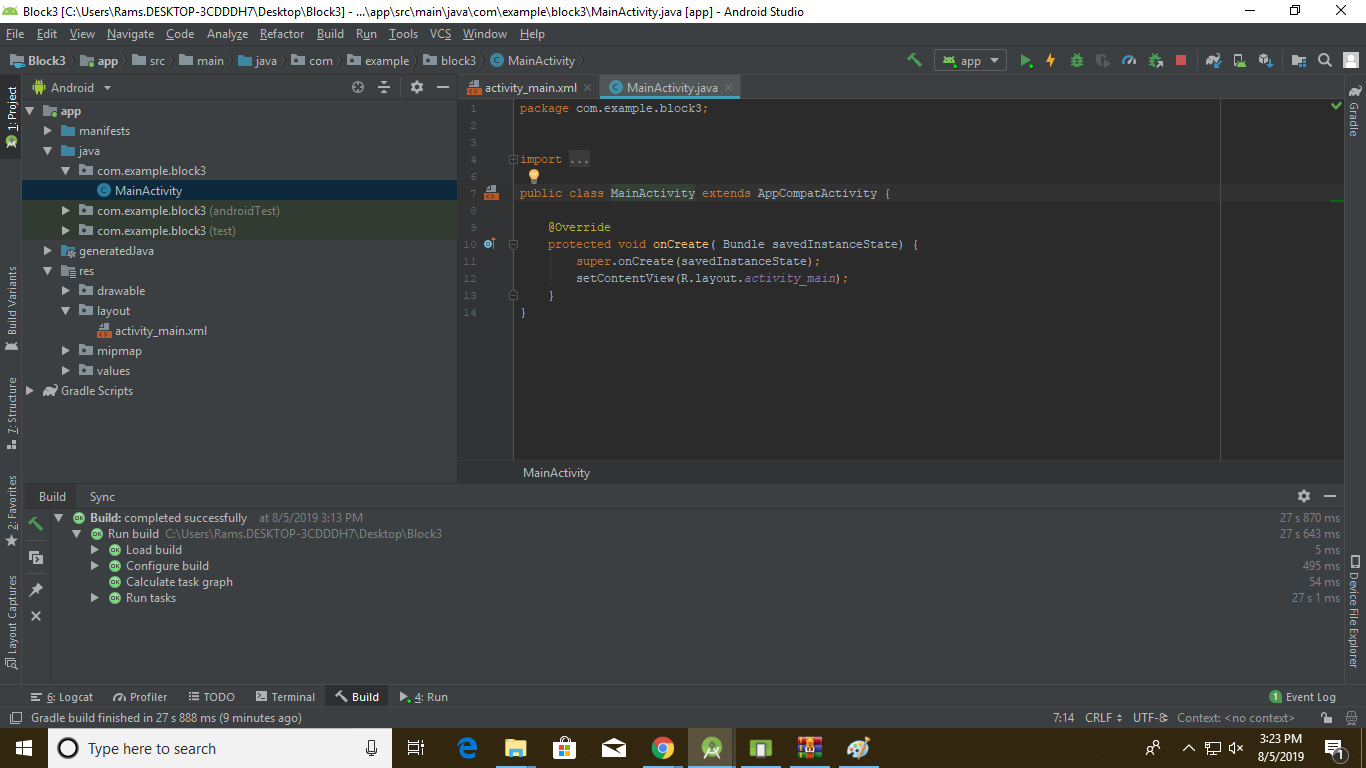 Block3 [C:\Users\Rams.DESKTOP-3CDDDH7\Desktop\Block3] - ...\app\src\main\java\com\example\block3\MainActivity.java [app] - Android Studio
File Edit View Navigate Code Analyze Refactor Build Run Tools VCS Window Help
Block3 app src main java com example block3 MainActivity app
1: Project
Build Variants
7: Structure
2: Favorites
Layout Captures
Android
app
manifests
java
com.example.block3
MainActivity
com.example.block3 (androidTest)
com.example.block3 (test)
generatedJava
res
drawable
layout
activity_main.xml
mipmap
values
Gradle Scripts
activity_main.xml MainActivity.java
1 package com.example.block3;
2
3
4 import ...
6
7 public class MainActivity extends AppCompatActivity {
8
9 @Override
10 protected void onCreate( Bundle savedInstanceState) {
11 super.onCreate(savedInstanceState);
12 setContentView(R.layout.activity_main);
13 }
14 }
MainActivity
Gradle
Device File Explorer
Build Sync
Build: completed successfully at 8/5/2019 3:13 PM 27 s 870 ms
Run build C:\Users\Rams.DESKTOP-3CDDDH7\Desktop\Block3 27 s 643 ms
Load build 5 ms
Configure build 495 ms
Calculate task graph 54 ms
Run tasks 27 s 1 ms
6: Logcat Profiler TODO Terminal Build 4: Run 1 Event Log
Gradle build finished in 27 s 888 ms (9 minutes ago) 7:14 CRLF UTF-8 Context: <no context>
Type here to search
3:23 PM
8/5/2019
1